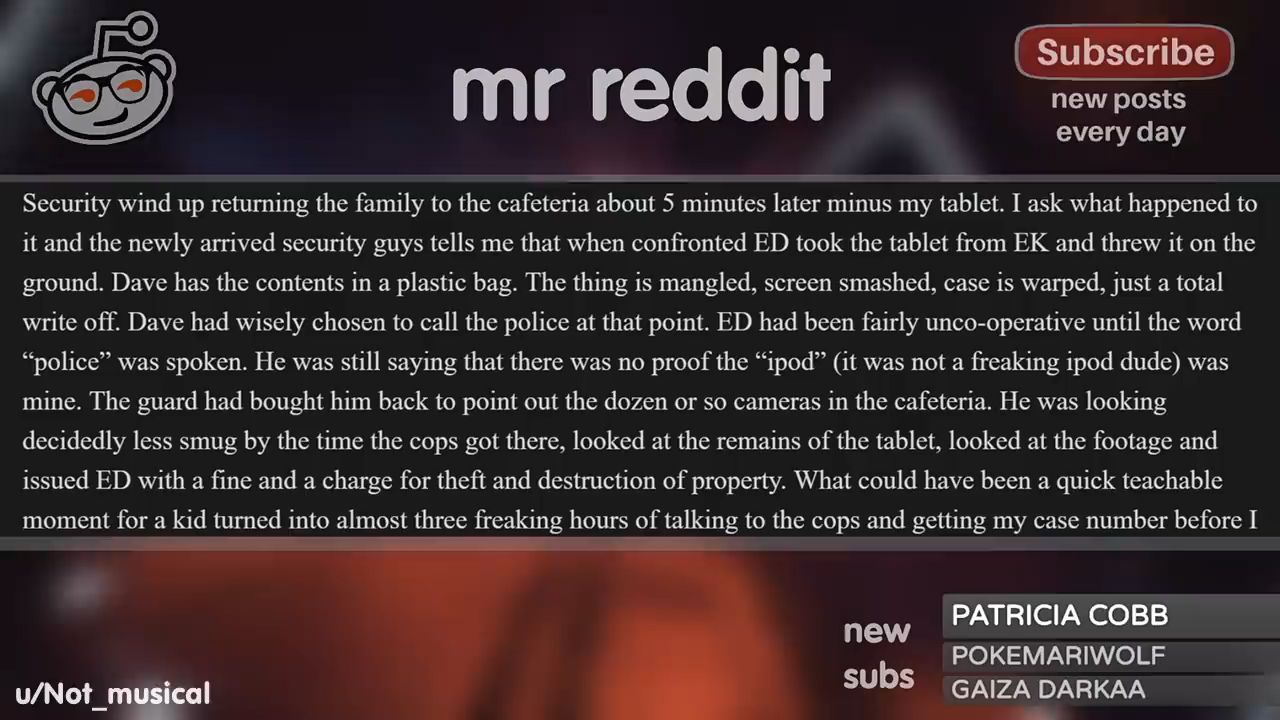 mr reddit
Subscribe
new posts
every day
Security wind up returning the family to the cafeteria about 5 minutes later minus my tablet. I ask what happened to
it and the newly arrived security guys tells me that when confronted ED took the tablet from EK and threw it on the
ground. Dave has the contents in a plastic bag. The thing is mangled, screen smashed, case is warped, just a total
write off. Dave had wisely chosen to call the police at that point. ED had been fairly unco-operative until the word
“police” was spoken. He was still saying that there was no proof the “ipod” (it was not a freaking ipod dude) was
mine. The guard had bought him back to point out the dozen or so cameras in the cafeteria. He was looking
decidedly less smug by the time the cops got there, looked at the remains of the tablet, looked at the footage and
issued ED with a fine and a charge for theft and destruction of property. What could have been a quick teachable
moment for a kid turned into almost three freaking hours of talking to the cops and getting my case number before I
new
subs
PATRICIA COBB
POKEMARIWOLF
GAIZA DARKAA
u/Not_musical